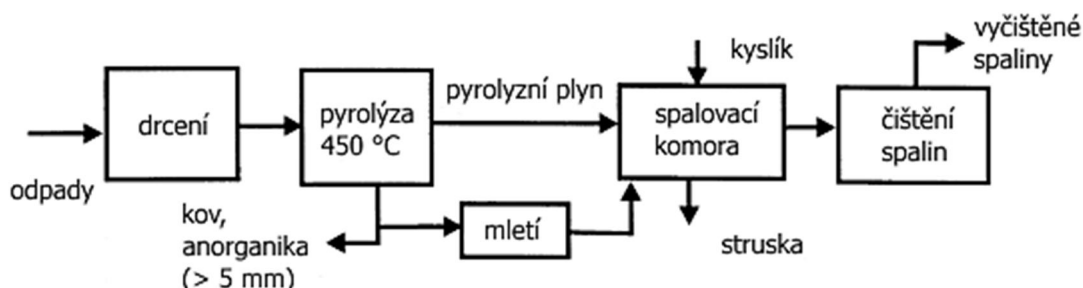 odpady
drcení
pyrolýza
450 °C
kov,
anorganika
(> 5 mm)
pyrolyzní plyn
mletí
kyslík
spalovací
komora
struska
čištění
spalin
vyčištěné
spaliny